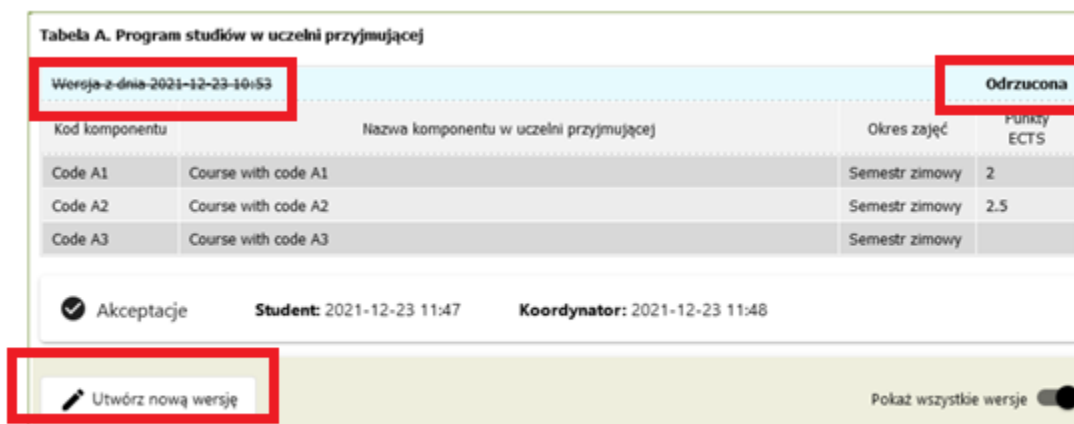 Tabela A. Program studiów w uczelni przyjmującej
Wersja z dnia 2021-12-23 10:53 Odrzucona
Kod komponentu Nazwa komponentu w uczelni przyjmującej Okres zajęć Punkty ECTS
Code A1 Course with code A1 Semestr zimowy 2
Code A2 Course with code A2 Semestr zimowy 2.5
Code A3 Course with code A3 Semestr zimowy
Akceptacje Student: 2021-12-23 11:47 Koordynator: 2021-12-23 11:48
Utwórz nową wersję Pokaż wszystkie wersje